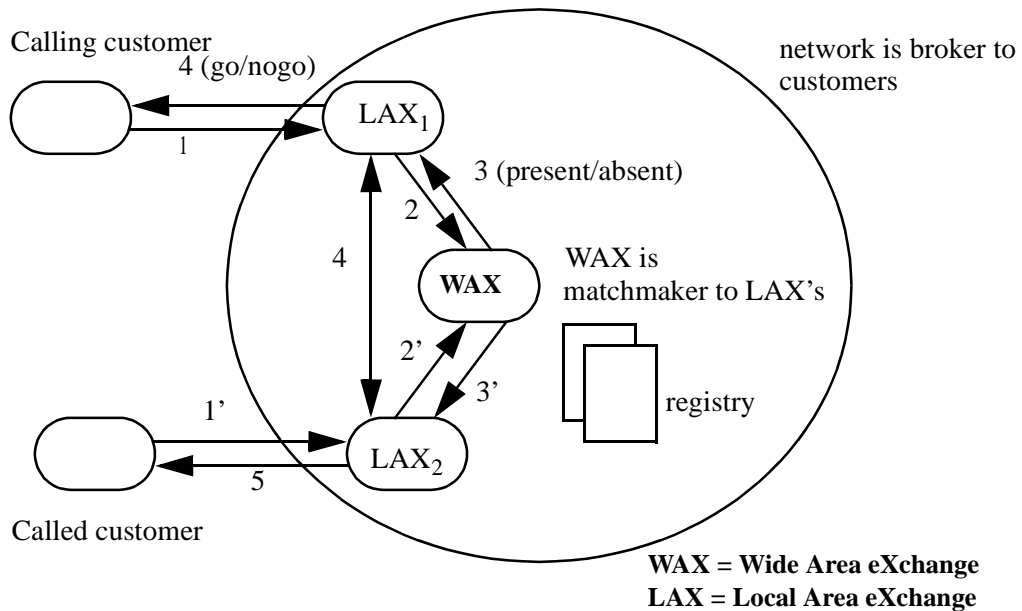 Calling customer
4 (go/nogo)
network is broker to
customers
LAX1
1
3 (present/absent)
2
4
WAX
WAX is
matchmaker to LAX's
2’
3’
registry
1’
LAX2
5
Called customer
WAX = Wide Area eXchange
LAX = Local Area eXchange